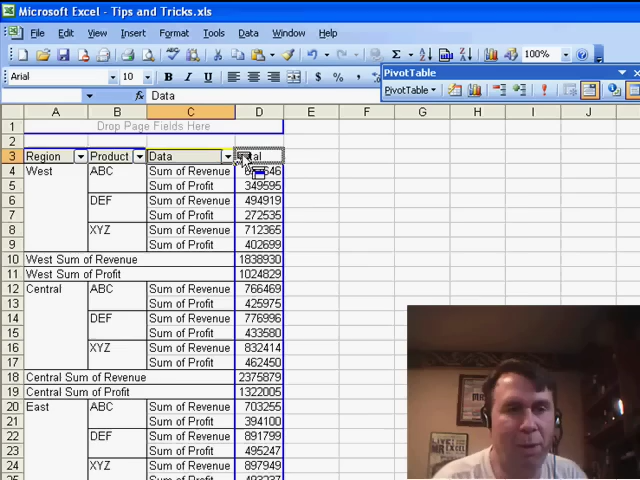 Microsoft Excel - Tips and Tricks.xls
File Edit View Insert Format Tools Data Window Help
100%
PivotTable
Arial 10 B I U $ % , PivotTable
fx Data
A B C D E F G H I J
1 Drop Page Fields Here
2
3 Region Product Data
4 West ABC Sum of Revenue
5 Sum of Profit 349595
6 DEF Sum of Revenue 494919
7 Sum of Profit 272535
8 XYZ Sum of Revenue 712365
9 Sum of Profit 402699
10 West Sum of Revenue 1838930
11 West Sum of Profit 1024829
12 Central ABC Sum of Revenue 766469
13 Sum of Profit 425975
14 DEF Sum of Revenue 776996
15 Sum of Profit 433580
16 XYZ Sum of Revenue 832414
17 Sum of Profit 462450
18 Central Sum of Revenue 2375879
19 Central Sum of Profit 1322005
20 East ABC Sum of Revenue 703255
21 Sum of Profit 394100
22 DEF Sum of Revenue 891799
23 Sum of Profit 495247
24 XYZ Sum of Revenue 897949
Sum of Profit